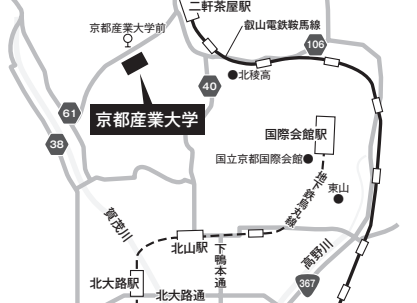 二軒茶屋駅
叡山電鉄鞍馬線
京都産業大学前
106
北稜高
40
61
京都産業大学
38
国際会館駅
国立京都国際会館
地下鉄烏丸線
東山
賀茂川
北山駅
下鴨本通
高野川
北大路駅
北大路通
367